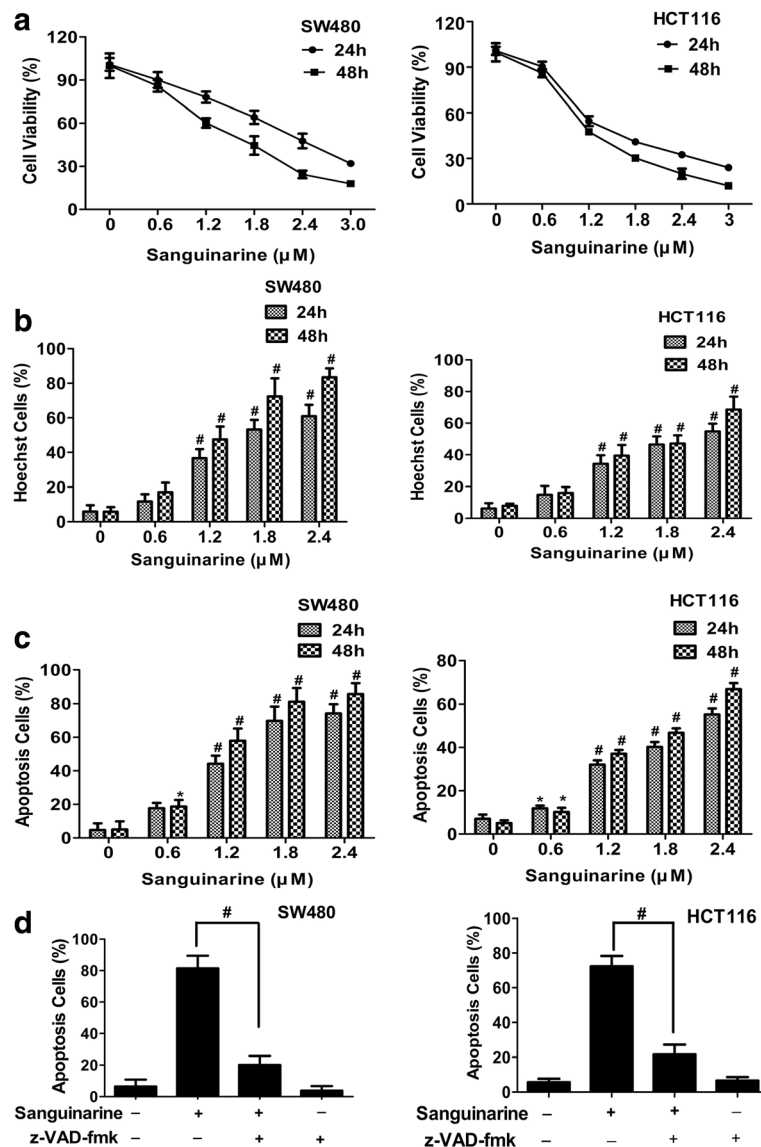 a
SW480
24h
48h
Cell Viability (%)
120
90
60
30
0
0 0.6 1.2 1.8 2.4 3.0
Sanguinarine (μM)
HCT116
24h
48h
Cell Viability (%)
120
90
60
30
0
0 0.6 1.2 1.8 2.4 3
Sanguinarine (μM)
b
SW480
24h
48h
Hoechst Cells (%)
100
80
60
40
20
0
# # # # # #
0 0.6 1.2 1.8 2.4
Sanguinarine (μM)
HCT116
24h
48h
Hoechst Cells (%)
100
80
60
40
20
0
# # # # # #
0 0.6 1.2 1.8 2.4
Sanguinarine (μM)
c
SW480
24h
48h
Apoptosis Cells (%)
100
80
60
40
20
0
* # # # # # #
0 0.6 1.2 1.8 2.4
Sanguinarine (μM)
HCT116
24h
48h
Apoptosis Cells (%)
80
60
40
20
0
* * # # # # # #
0 0.6 1.2 1.8 2.4
Sanguinarine (μM)
d
SW480
#
Apoptosis Cells (%)
100
80
60
40
20
0
Sanguinarine – + + –
z-VAD-fmk – – + +
HCT116
#
Apoptosis Cells (%)
100
80
60
40
20
0
Sanguinarine – + + –
z-VAD-fmk – – + +